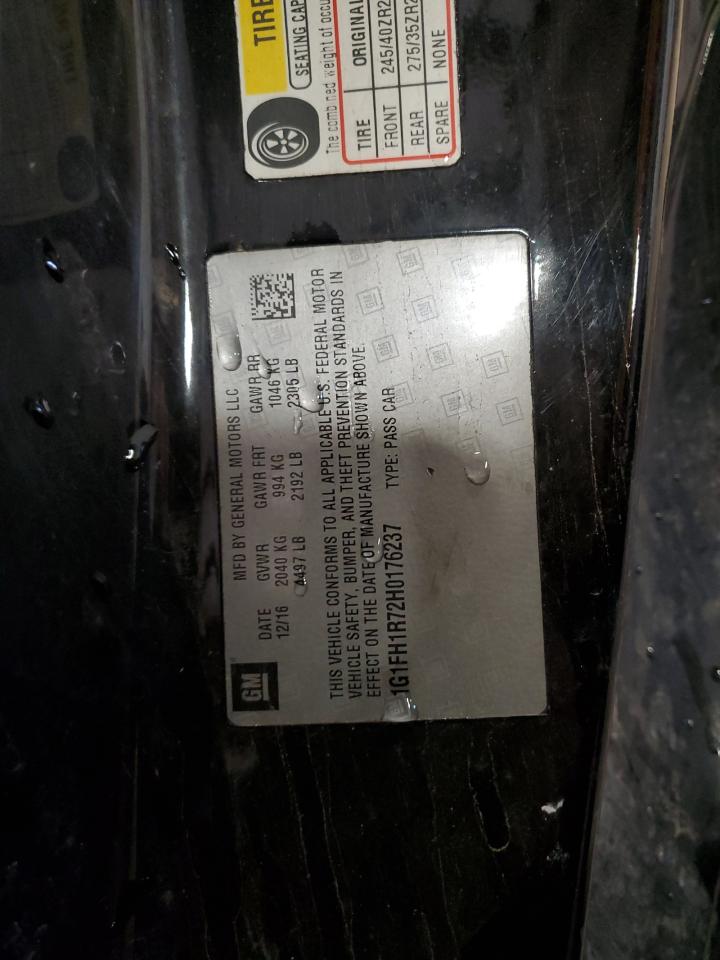 TIRE
SEATING CAP
The combined weight of occu
TIRE ORIGINAL
FRONT 245/40ZR2
REAR 275/35ZR2
SPARE NONE
GM
MFD BY GENERAL MOTORS LLC
DATE GVWR GAWR FRT GAWR RR
12/16 2040 KG 994 KG 1046 KG
4497 LB 2192 LB 2305 LB
THIS VEHICLE CONFORMS TO ALL APPLICABLE U.S. FEDERAL MOTOR
VEHICLE SAFETY, BUMPER, AND THEFT PREVENTION STANDARDS IN
EFFECT ON THE DATE OF MANUFACTURE SHOWN ABOVE.
1G1FH1R72H0176237 TYPE: PASS CAR